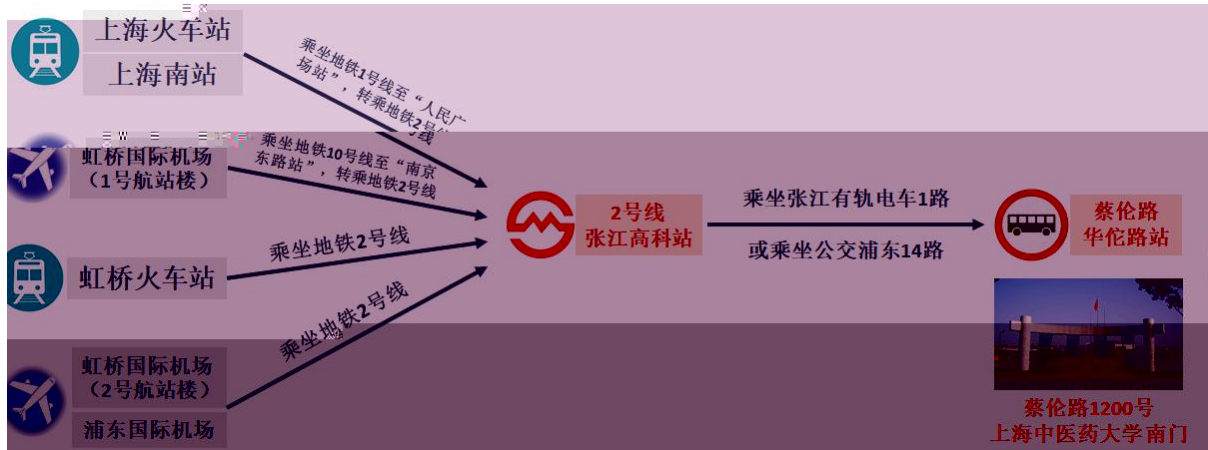 上海火车站
上海南站
乘坐地铁1号线至“人民广
场站”，转乘地铁2号线
虹桥国际机场
（1号航站楼）
乘坐地铁10号线至“南京
东路站”，转乘地铁2号线
虹桥火车站
乘坐地铁2号线
虹桥国际机场
（2号航站楼）
浦东国际机场
乘坐地铁2号线
2号线
张江高科站
乘坐张江有轨电车1路
或乘坐公交浦东14路
蔡伦路
华佗路站
蔡伦路1200号
上海中医药大学南门